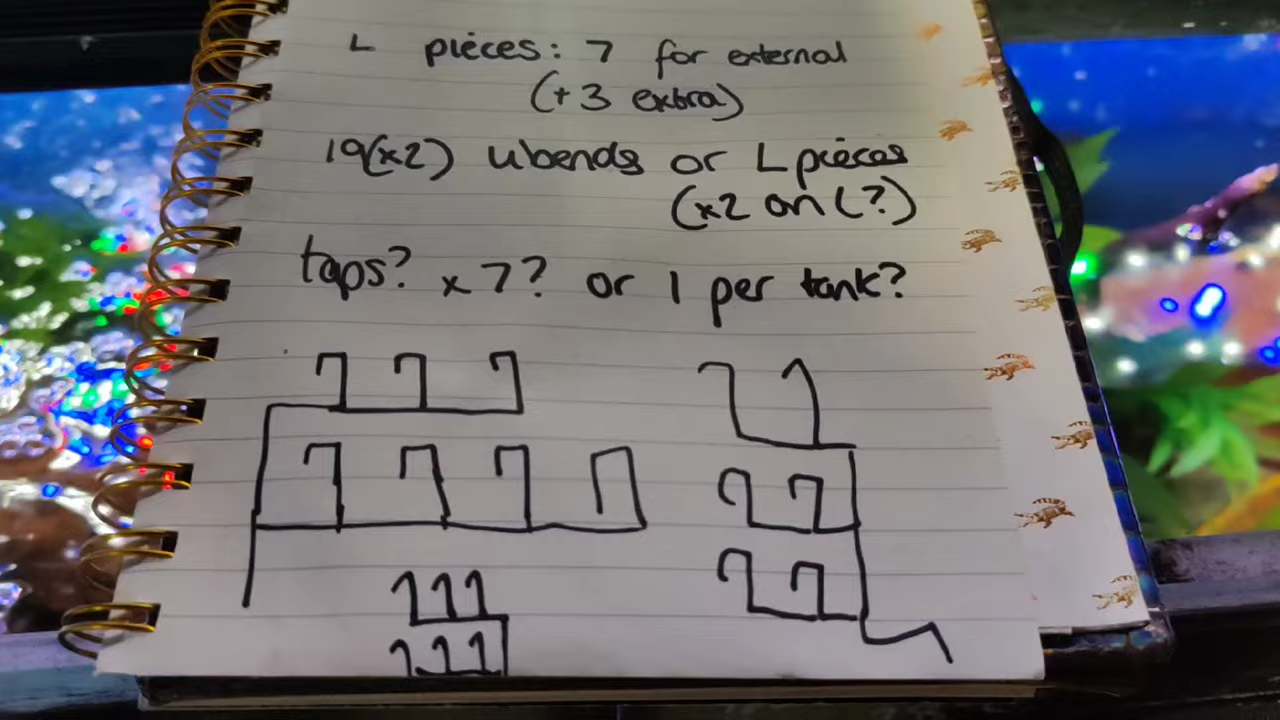 L pieces: 7 for external
(+3 extra)
19(x2) ubends or L pieces
(x2 on L?)
taps? x7? or 1 per tank?